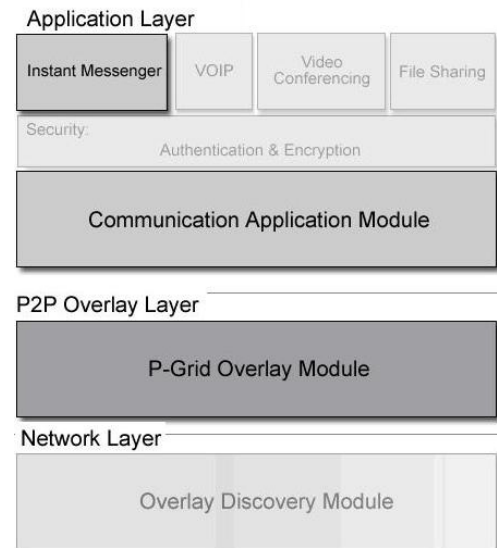 Application Layer
Instant Messenger
VOIP
Video
Conferencing
File Sharing
Security:
Authentication & Encryption
Communication Application Module
P2P Overlay Layer
P-Grid Overlay Module
Network Layer
Overlay Discovery Module